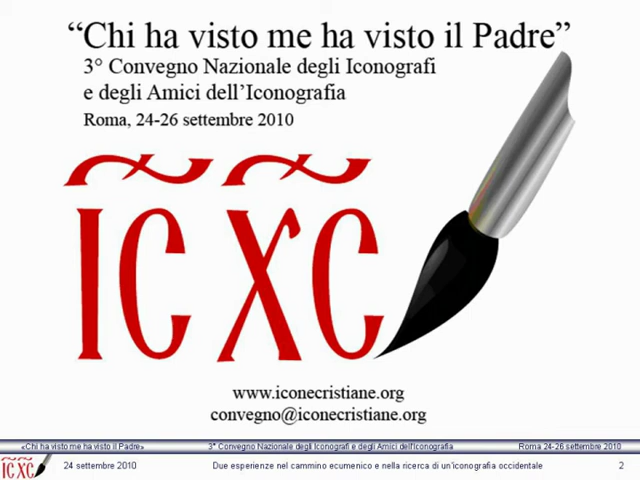 “Chi ha visto me ha visto il Padre”
3° Convegno Nazionale degli Iconografi
e degli Amici dell’Iconografia
Roma, 24-26 settembre 2010
IC XC
www.iconecristiane.org
convegno@iconecristiane.org
«Chi ha visto me ha visto il Padre» 3° Convegno Nazionale degli Iconografi e degli Amici dell'Iconografia Roma 24-26 settembre 2010
IC XC 24 settembre 2010 Due esperienze nel cammino ecumenico e nella ricerca di un'iconografia occidentale 2